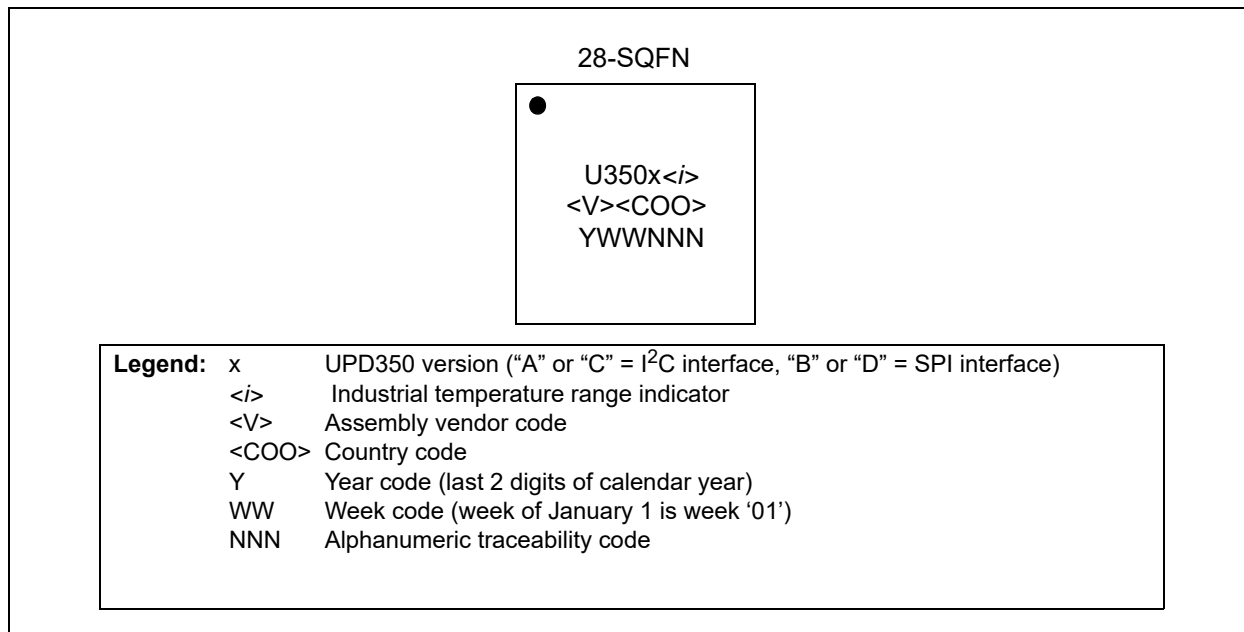 28-SQFN
U350x<i>
<V><COO>
YWWNNN
Legend: x UPD350 version (“A” or “C” = I²C interface, “B” or “D” = SPI interface)
<i> Industrial temperature range indicator
<V> Assembly vendor code
<COO> Country code
Y Year code (last 2 digits of calendar year)
WW Week code (week of January 1 is week ‘01’)
NNN Alphanumeric traceability code